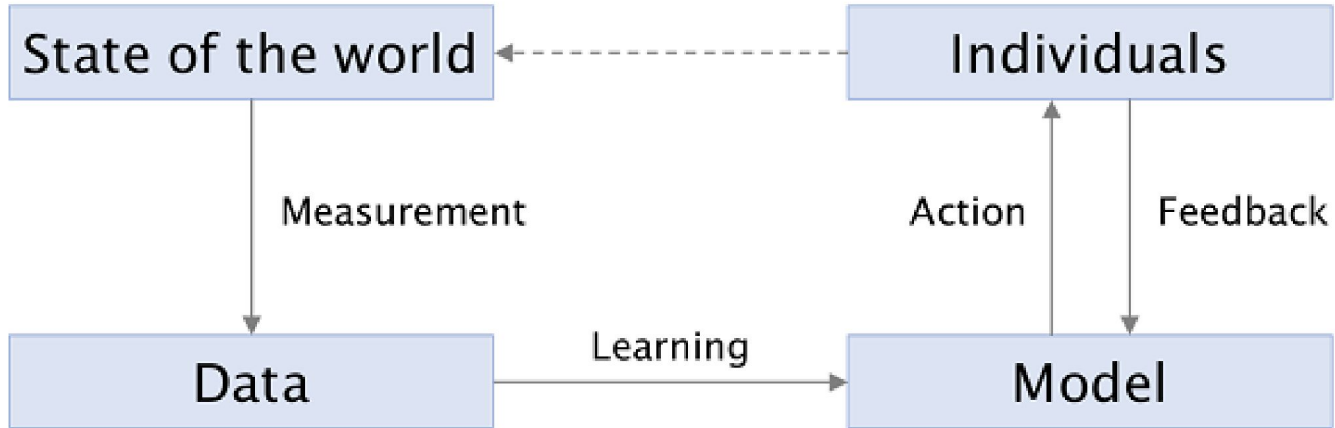 State of the world
Individuals
Measurement
Action
Feedback
Learning
Data
Model